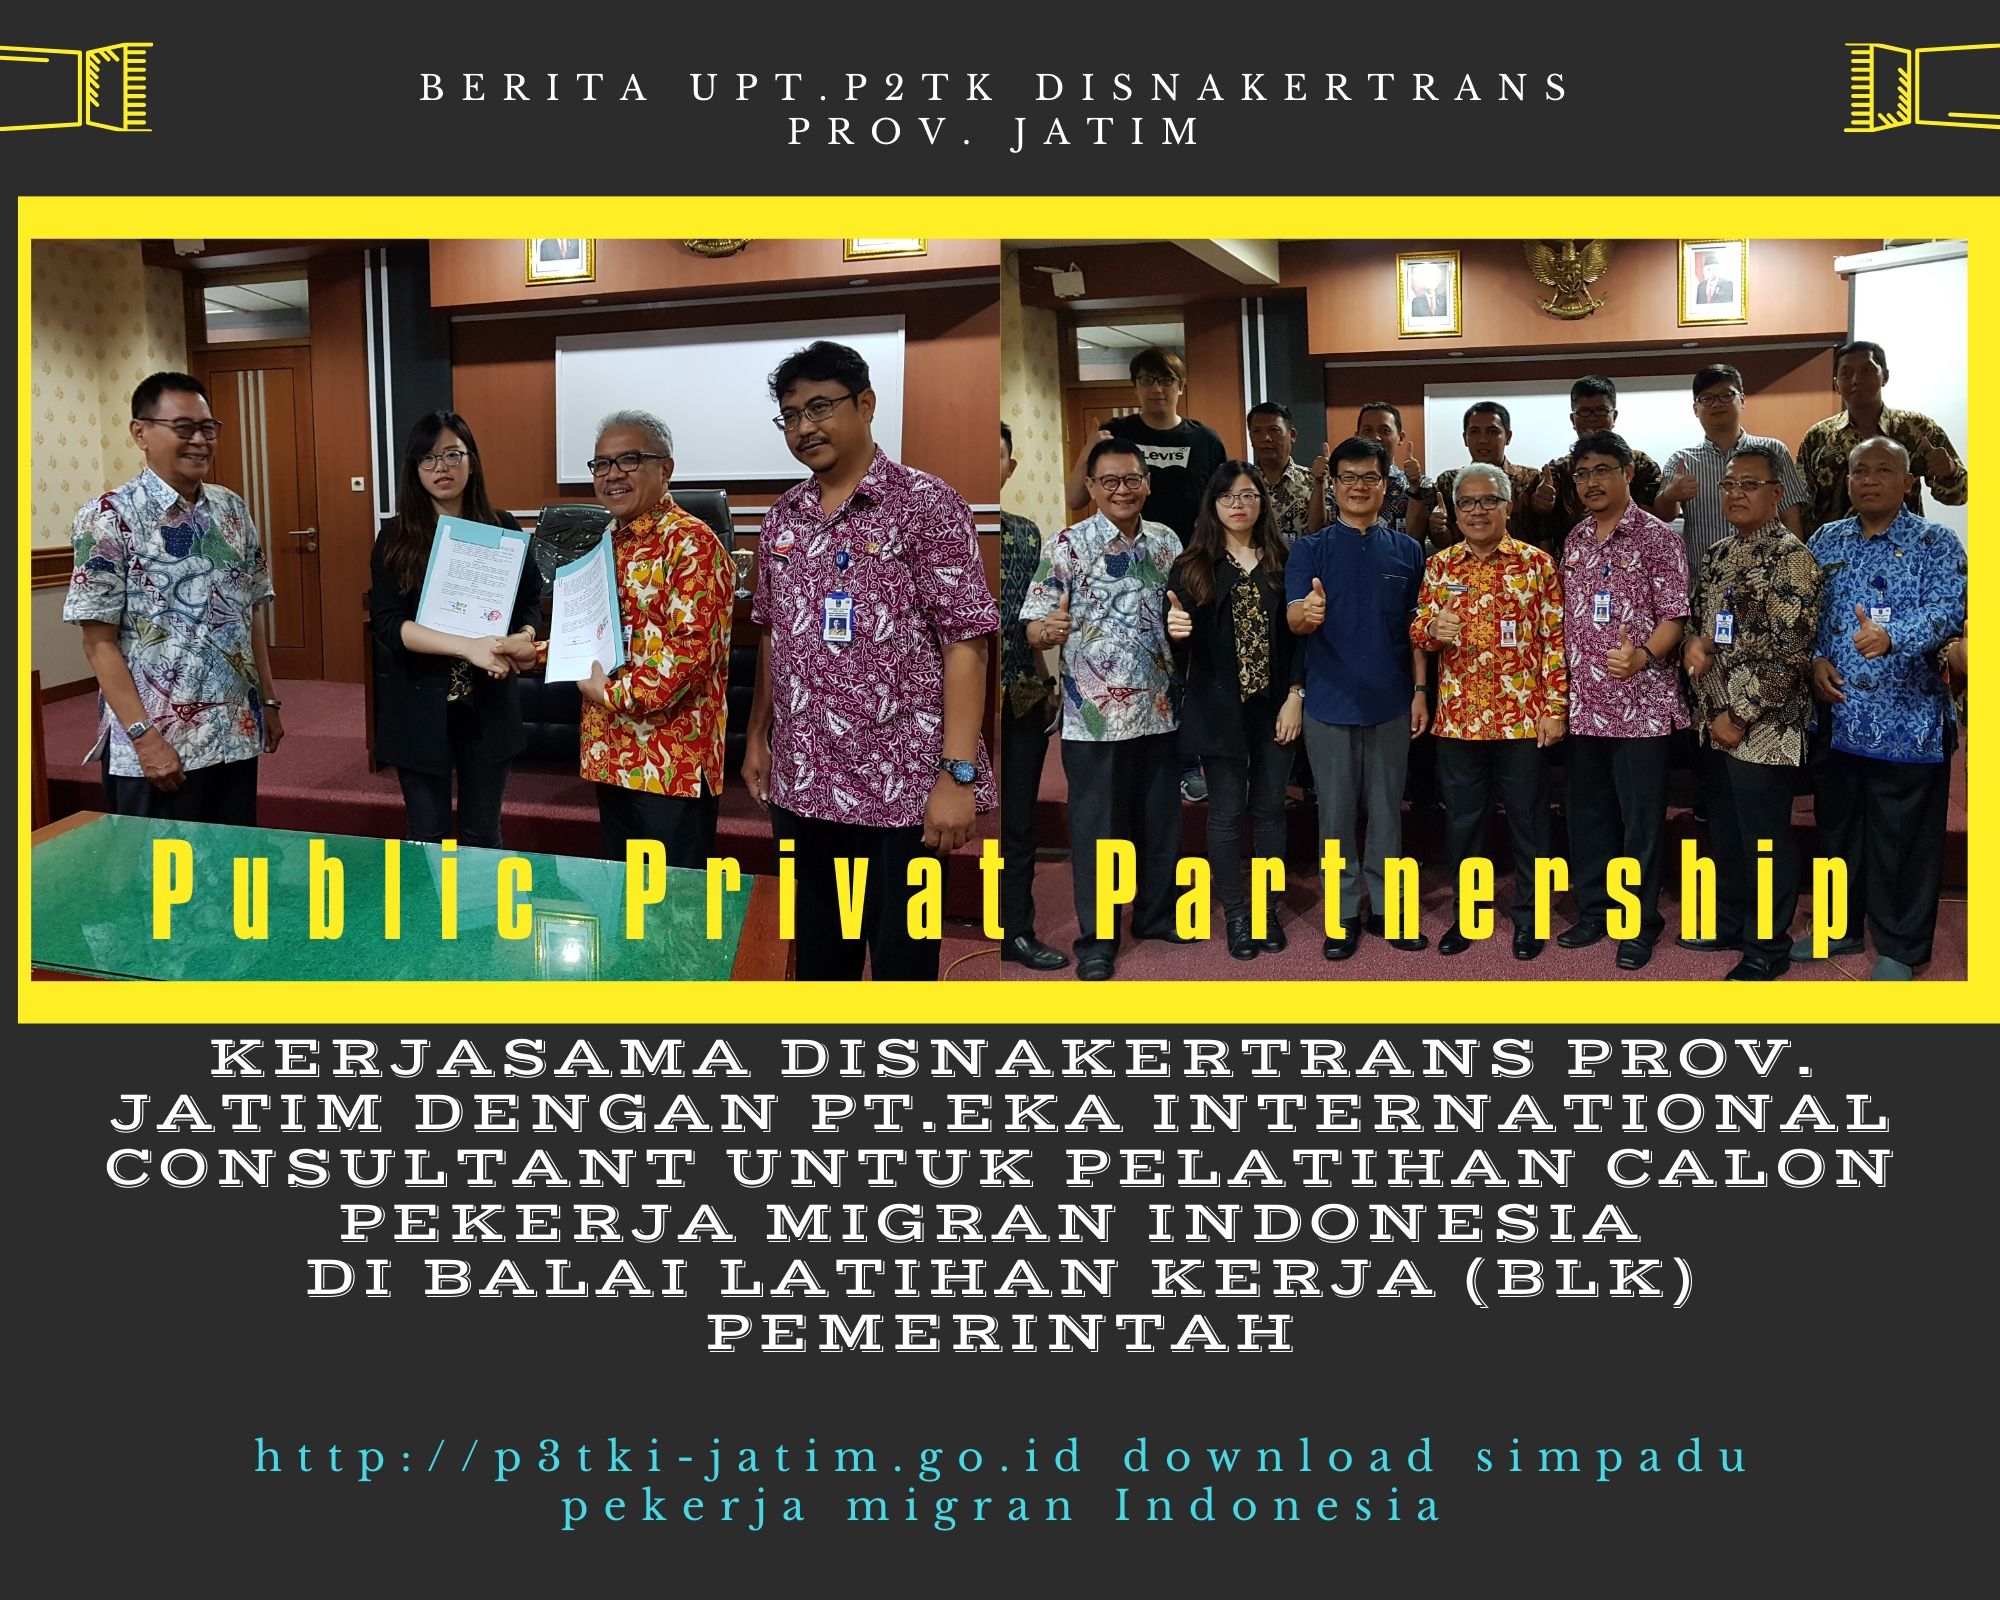 BERITA UPT.P2TK DISNAKERTRANS
PROV. JATIM
Levi's
Public Privat Partnership
KERJASAMA DISNAKERTRANS PROV.
JATIM DENGAN PT.EKA INTERNATIONAL
CONSULTANT UNTUK PELATIHAN CALON
PEKERJA MIGRAN INDONESIA
DI BALAI LATIHAN KERJA (BLK)
PEMERINTAH
http://p3tki-jatim.go.id download simpadu
pekerja migran Indonesia